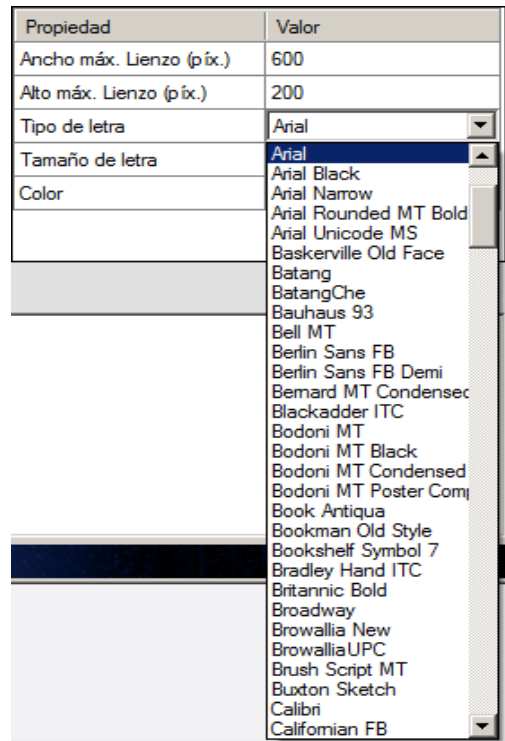 Propiedad Valor
Ancho máx. Lienzo (píx.) 600
Alto máx. Lienzo (píx.) 200
Tipo de letra Arial
Tamaño de letra
Color
Arial
Arial Black
Arial Narrow
Arial Rounded MT Bold
Arial Unicode MS
Baskerville Old Face
Batang
BatangChe
Bauhaus 93
Bell MT
Berlin Sans FB
Berlin Sans FB Demi
Bernard MT Condensed
Blackadder ITC
Bodoni MT
Bodoni MT Black
Bodoni MT Condensed
Bodoni MT Poster Comp
Book Antiqua
Bookman Old Style
Bookshelf Symbol 7
Bradley Hand ITC
Britannic Bold
Broadway
Browallia New
BrowalliaUPC
Brush Script MT
Buxton Sketch
Calibri
Californian FB